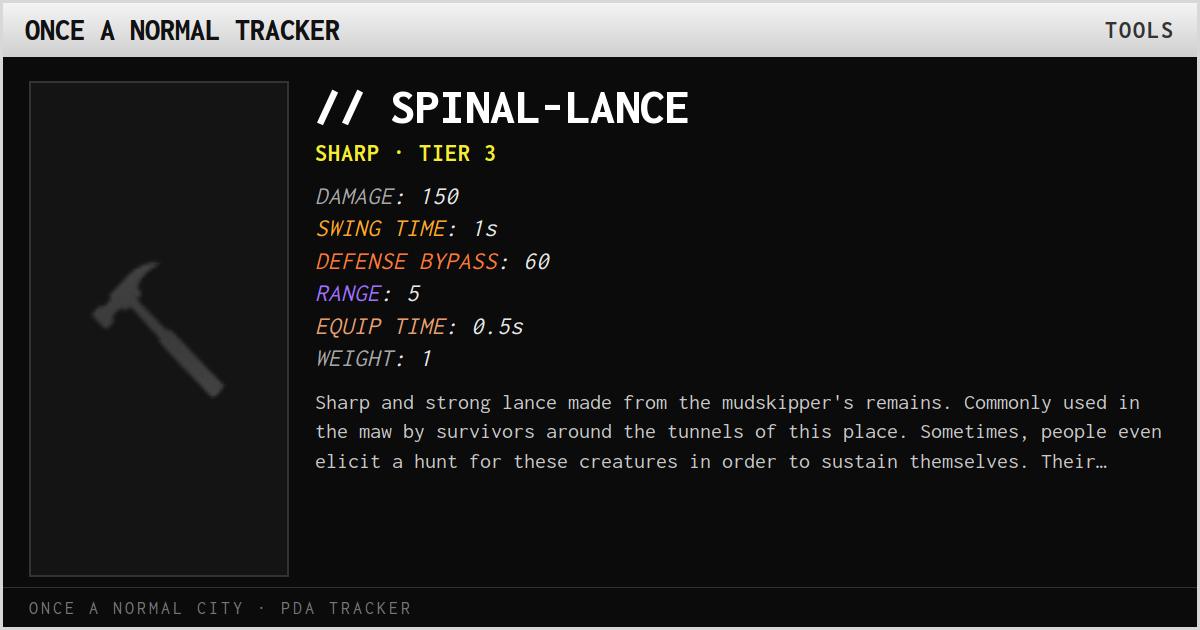 ONCE A NORMAL TRACKER
TOOLS
// SPINAL-LANCE
SHARP · TIER 3
DAMAGE: 150
SWING TIME: 1s
DEFENSE BYPASS: 60
RANGE: 5
EQUIP TIME: 0.5s
WEIGHT: 1
Sharp and strong lance made from the mudskipper's remains. Commonly used in
the maw by survivors around the tunnels of this place. Sometimes, people even
elicit a hunt for these creatures in order to sustain themselves. Their…
ONCE A NORMAL CITY · PDA TRACKER